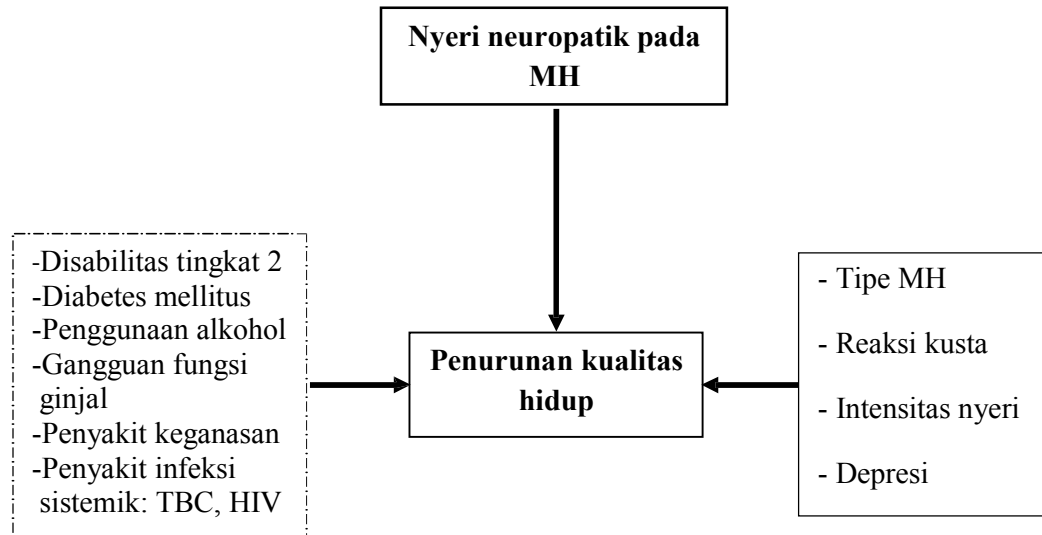 Nyeri neuropatik pada
MH
-Disabilitas tingkat 2
-Diabetes mellitus
-Penggunaan alkohol
-Gangguan fungsi
ginjal
-Penyakit keganasan
-Penyakit infeksi
sistemik: TBC, HIV
Penurunan kualitas
hidup
- Tipe MH
- Reaksi kusta
- Intensitas nyeri
- Depresi